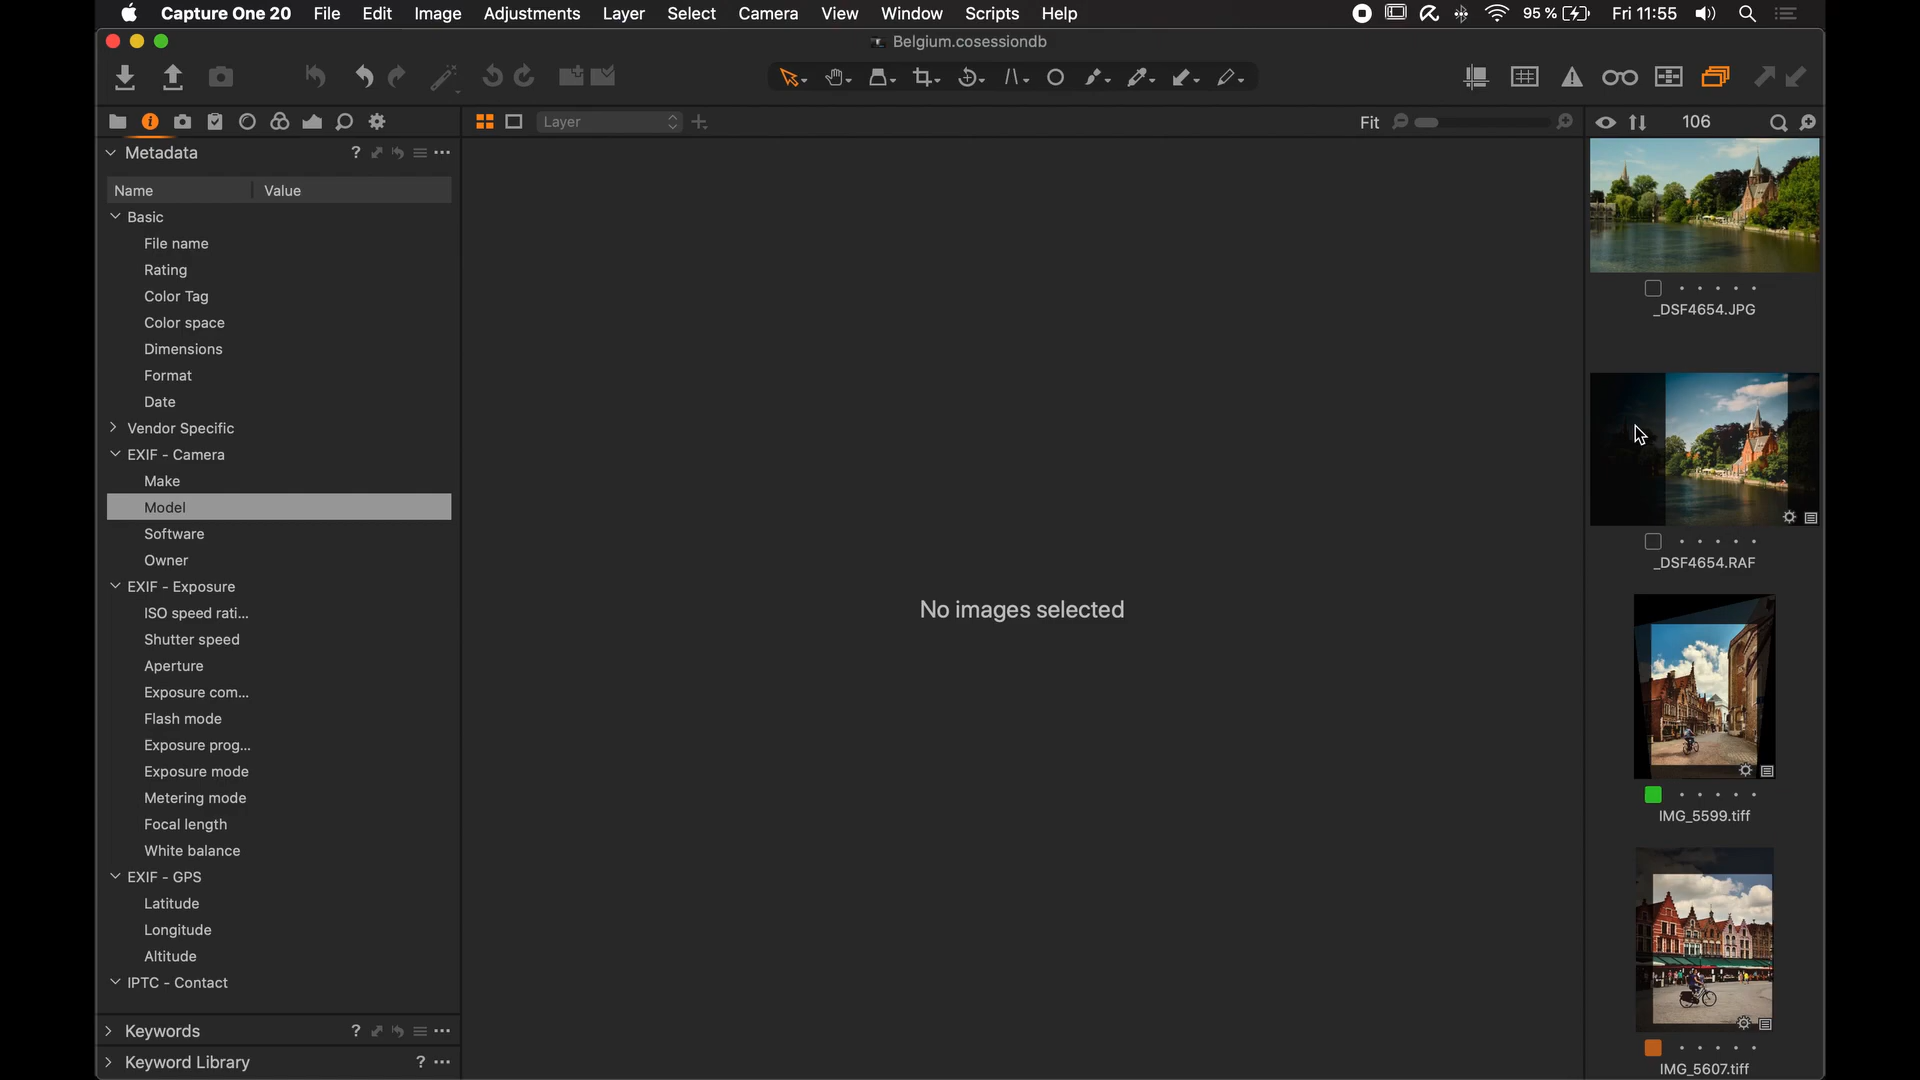 Capture One 20 File Edit Image Adjustments Layer Select Camera View Window Scripts Help 95 % Fri 11:55
Belgium.cosessiondb
Layer
Fit
106
Metadata ?
Name Value
Basic
File name
Rating
Color Tag
Color space
Dimensions
Format
Date
Vendor Specific
EXIF - Camera
Make
Model
Software
Owner
EXIF - Exposure
ISO speed rati...
Shutter speed
Aperture
Exposure com...
Flash mode
Exposure prog...
Exposure mode
Metering mode
Focal length
White balance
EXIF - GPS
Latitude
Longitude
Altitude
IPTC - Contact
Keywords ?
Keyword Library ?
No images selected
_DSF4654.JPG
_DSF4654.RAF
IMG_5599.tiff
IMG_5607.tiff